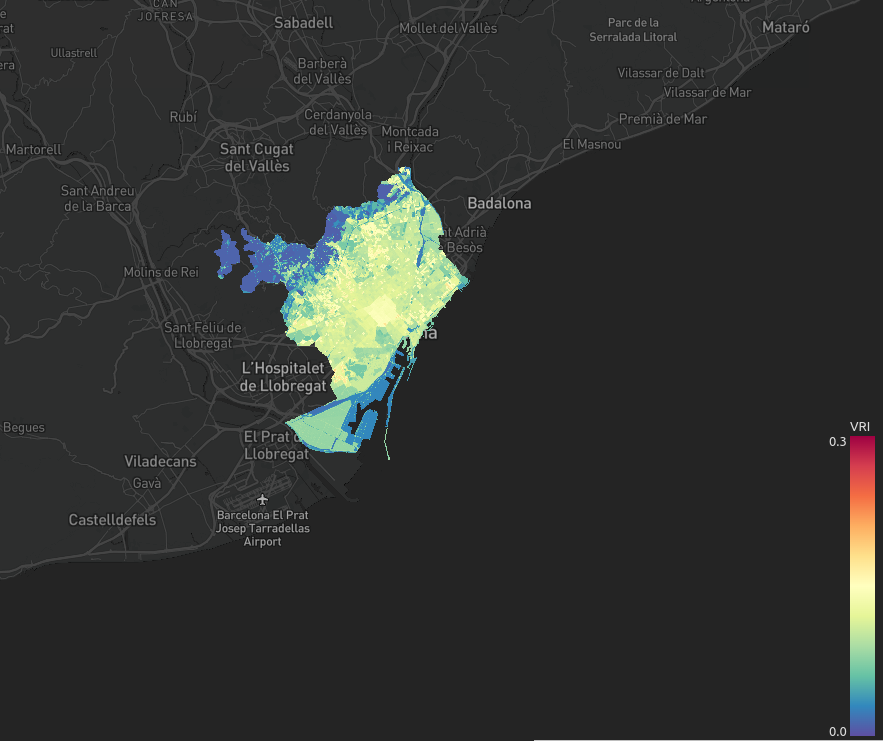 CAN
JOFRESA
Sabadell
Mollet del Vallès
Parc de la
Serralada Litoral
Mataró
Ullastrell
Barberà
del Vallès
Vilassar de Dalt
Vilassar de Mar
Rubí
Cerdanyola
del Vallès
Montcada
i Reixac
Premià de Mar
Martorell
Sant Cugat
del Vallès
El Masnou
Sant Andreu
de la Barca
Badalona
nt Adrià
Besòs
Molins de Rei
Sant Feliu de
Llobregat
na
L'Hospitalet
de Llobregat
Begues
El Prat d
Llobregat
VRI
0.3
Viladecans
Gavà
Castelldefels
Barcelona El Prat
Josep Tarradellas
Airport
0.0